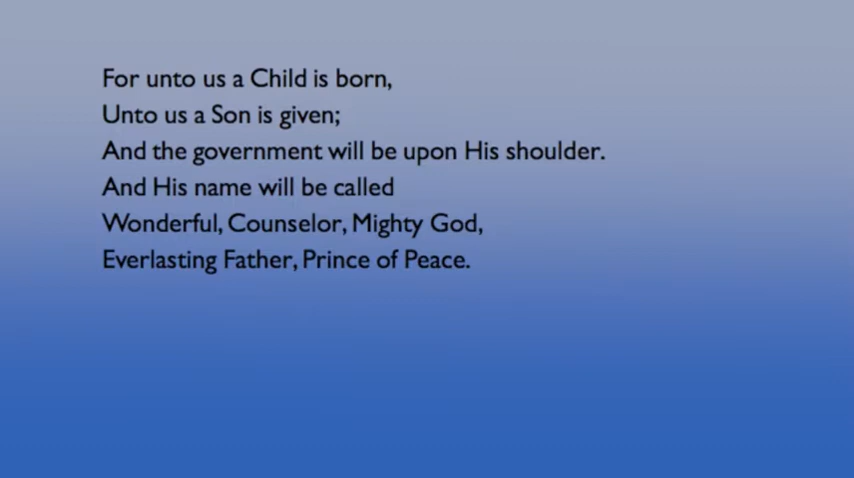 For unto us a Child is born,
Unto us a Son is given;
And the government will be upon His shoulder.
And His name will be called
Wonderful, Counselor, Mighty God,
Everlasting Father, Prince of Peace.